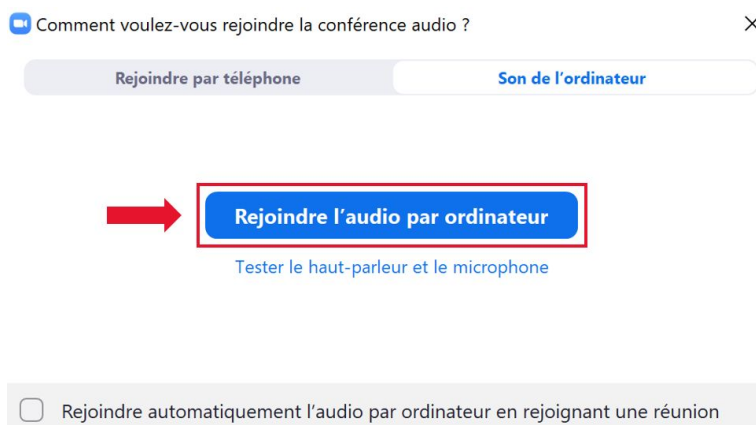 Comment voulez-vous rejoindre la conférence audio ?
Rejoindre par téléphone
Son de l’ordinateur
Rejoindre l’audio par ordinateur
Tester le haut-parleur et le microphone
Rejoindre automatiquement l’audio par ordinateur en rejoignant une réunion